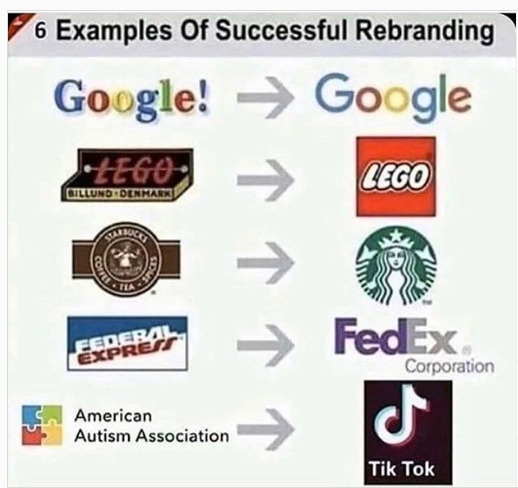 6 Examples Of Successful Rebranding
Google! Google
LEGO
BILLUND·DENMARK
LEGO
STARBUCKS
COFFEE · TEA · SPICES
FEDERAL
EXPRESS
FedEx®
Corporation
American
Autism Association
Tik Tok